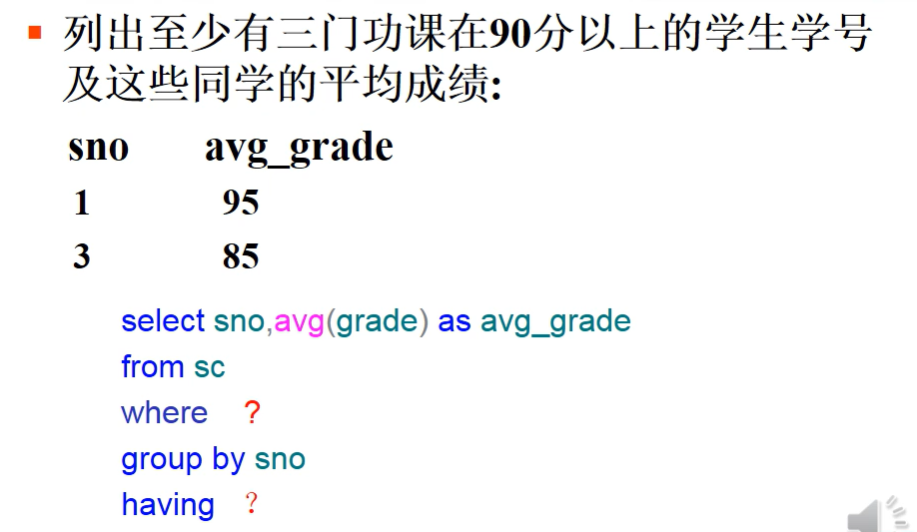 列出至少有三门功课在90分以上的学生学号
及这些同学的平均成绩:
sno avg_grade
1 95
3 85
select sno,avg(grade) as avg_grade
from sc
where ?
group by sno
having ?